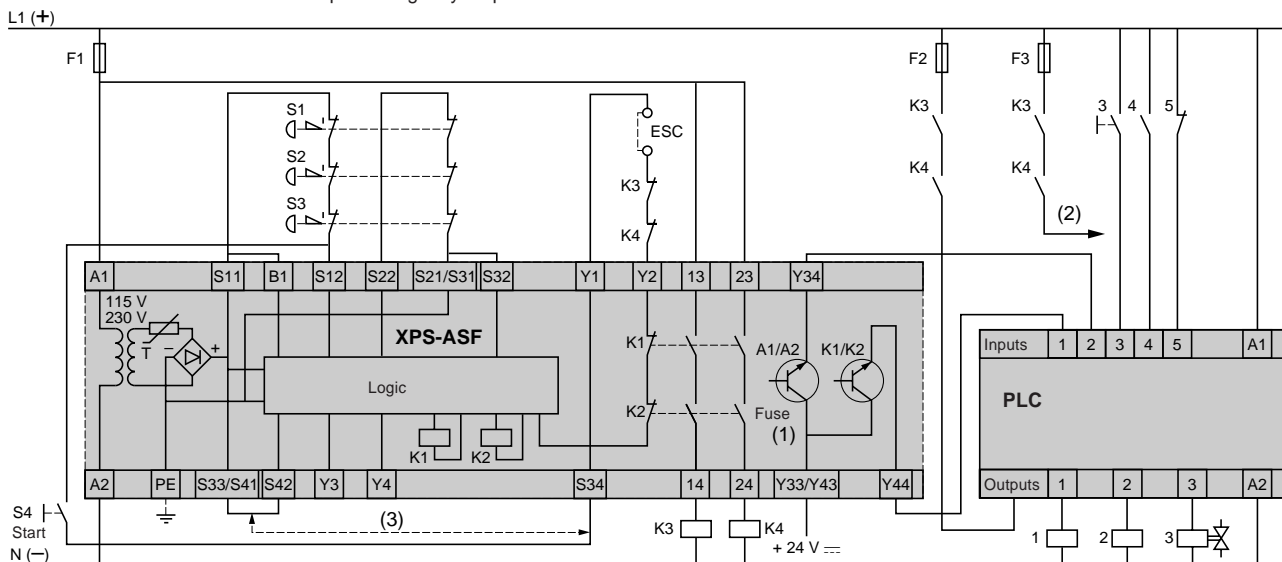 L1 (+)
F1
F2
F3
S1
S2
S3
ESC
K3
K4
K3
K4
K3
K4
3
4
5
(2)
A1
S11
B1
S12
S22
S21/S31
S32
Y1
Y2
13
23
Y34
115 V
230 V
T
–
+
XPS-ASF
Logic
K1
K2
K1
K2
A1/A2
K1/K2
Fuse
(1)
Inputs
1
2
3
4
5
A1
PLC
A2
PE
S33/S41
S42
Y3
Y4
S34
14
24
Y33/Y43
Y44
Outputs
1
2
3
A2
S4
Start
(3)
K3
K4
+ 24 V
1
2
3
N (–)